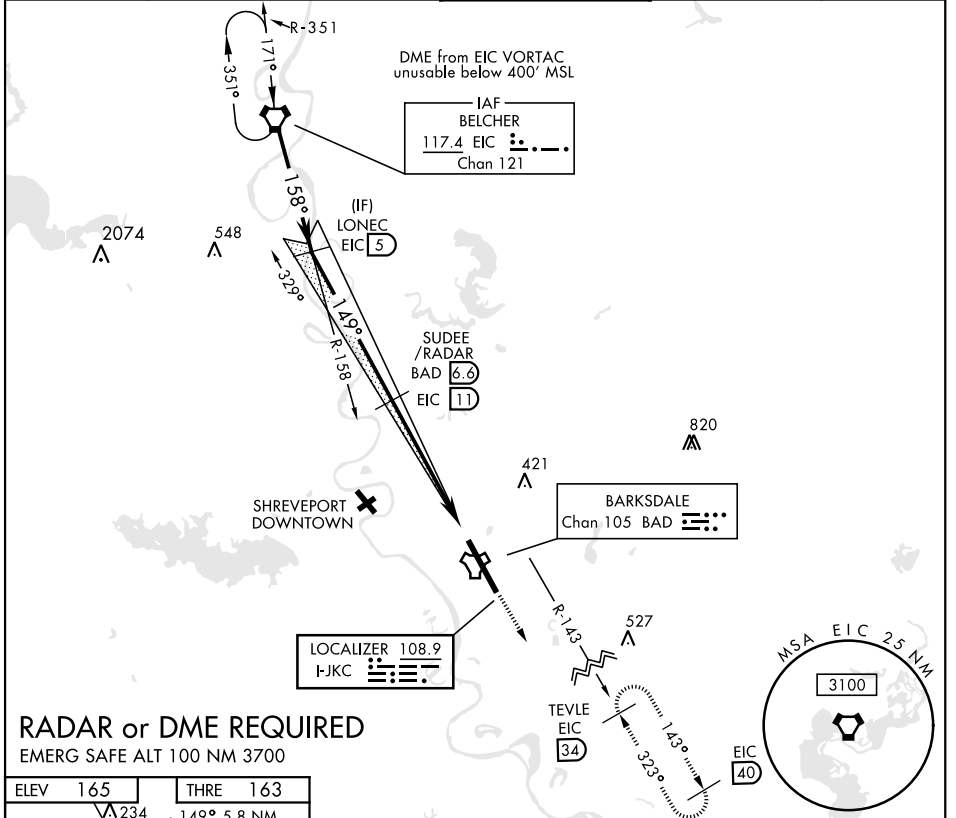 R-351
171°
351°
DME from EIC VORTAC
unusable below 400' MSL
IAF
BELCHER
117.4 EIC
Chan 121
158°
(IF)
LONEC
EIC 5
2074
548
329°
149°
R-158
SUDEE
/RADAR
BAD 6.6
EIC 11
820
421
SHREVEPORT
DOWNTOWN
BARKSDALE
Chan 105 BAD
R-143
527
LOCALIZER 108.9
I-JKC
MSA EIC 25 NM
3100
TEVLE
EIC
34
143°
323°
EIC
40
RADAR or DME REQUIRED
EMERG SAFE ALT 100 NM 3700
ELEV 165
THRE 163
234
149° 5.8 NM